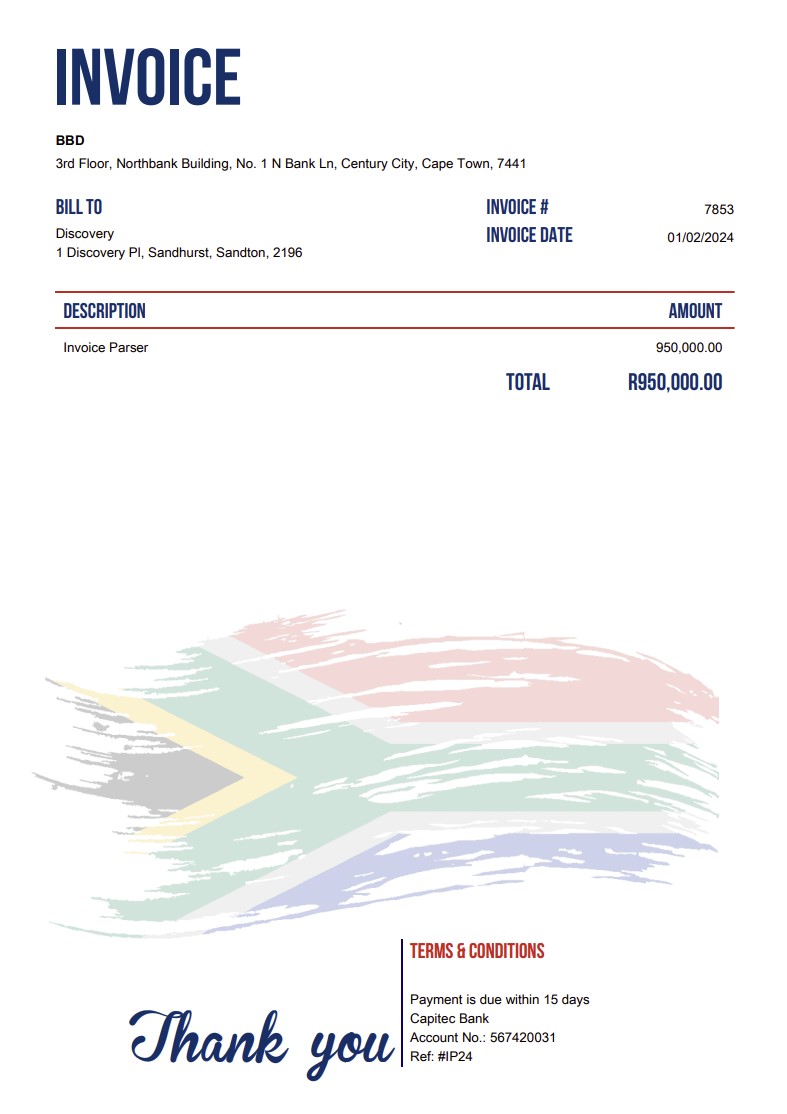 INVOICE
BBD
3rd Floor, Northbank Building, No. 1 N Bank Ln, Century City, Cape Town, 7441
BILL TO
Discovery
1 Discovery Pl, Sandhurst, Sandton, 2196
INVOICE # 7853
INVOICE DATE 01/02/2024
DESCRIPTION AMOUNT
Invoice Parser 950,000.00
TOTAL R950,000.00
Thank you
TERMS & CONDITIONS
Payment is due within 15 days
Capitec Bank
Account No.: 567420031
Ref: #IP24